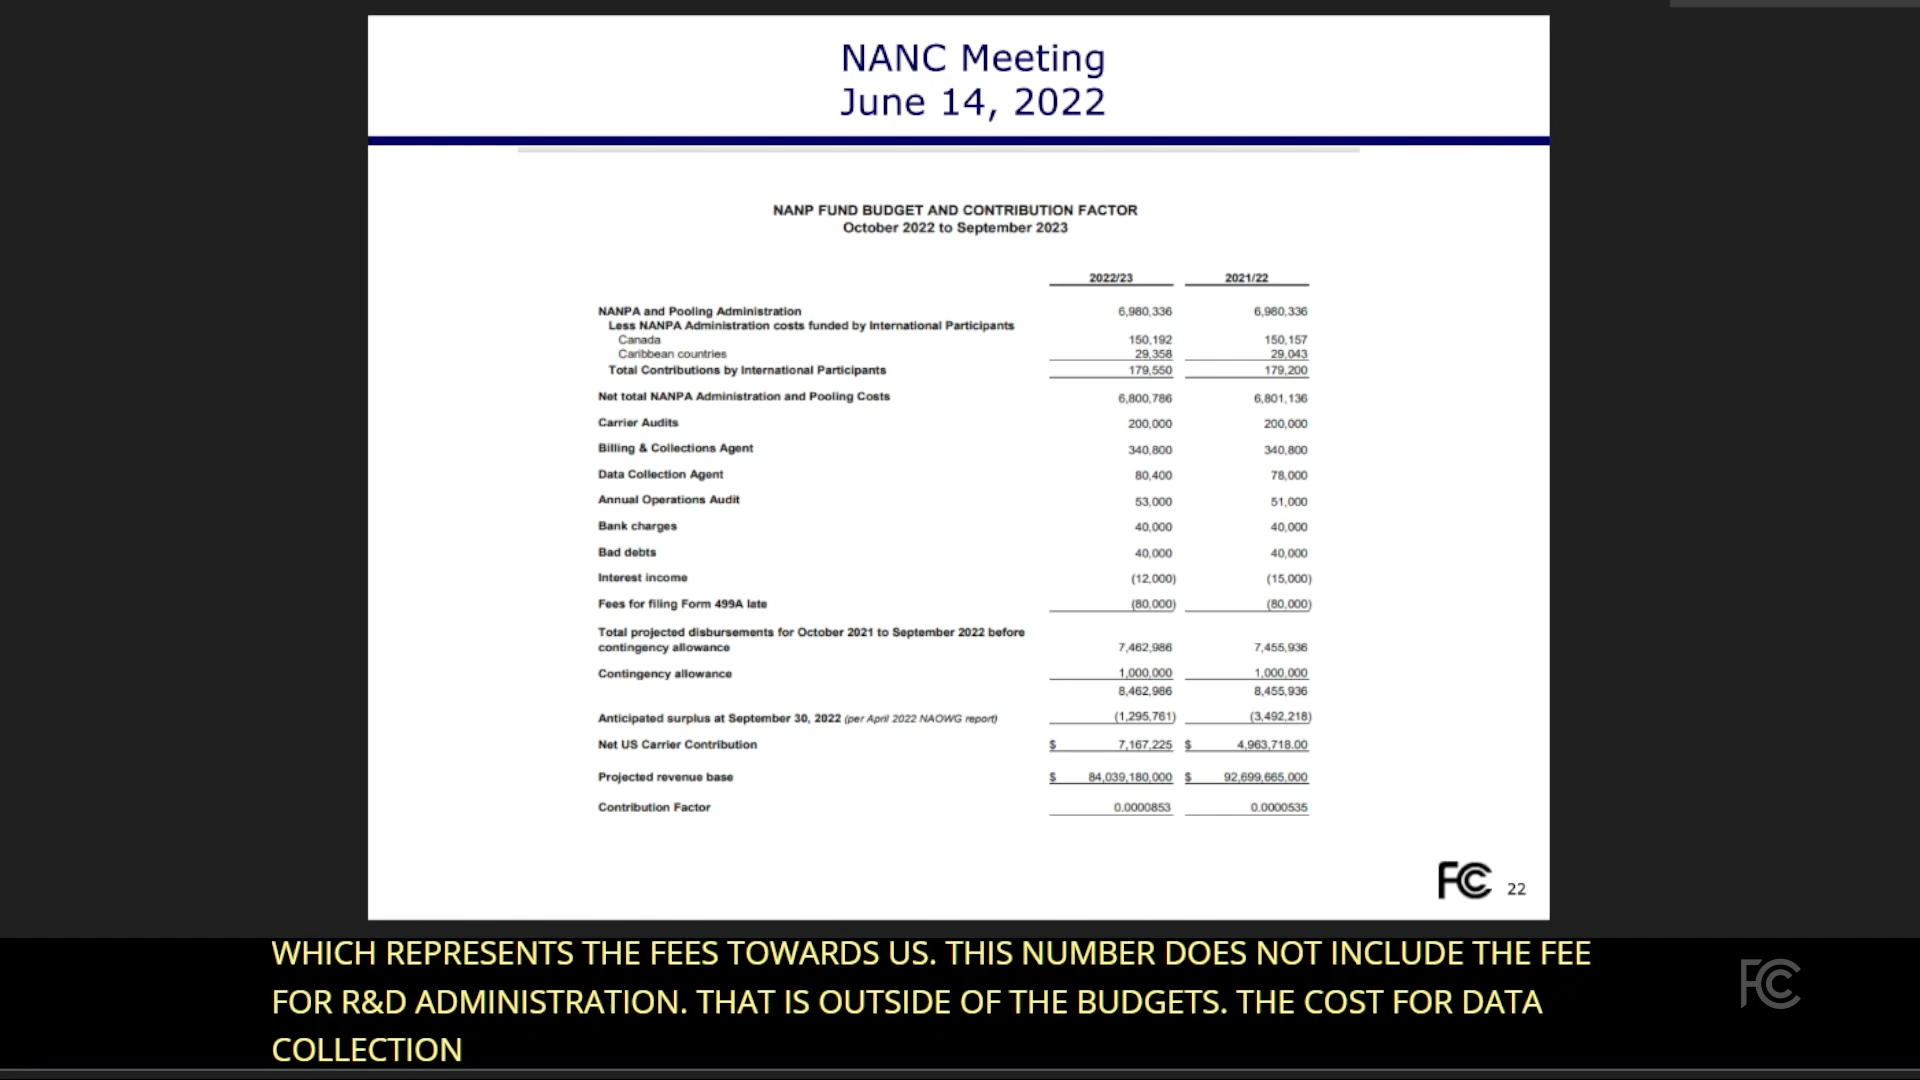 NANC Meeting
June 14, 2022
NANP FUND BUDGET AND CONTRIBUTION FACTOR
October 2022 to September 2023
2022/23 2021/22
NANPA and Pooling Administration 6,980,336 6,980,336
Less NANPA Administration costs funded by International Participants
Canada 150,192 150,157
Caribbean countries 29,358 29,043
Total Contributions by International Participants 179,550 179,200
Net total NANPA Administration and Pooling Costs 6,800,786 6,801,136
Carrier Audits 200,000 200,000
Billing & Collections Agent 340,800 340,800
Data Collection Agent 80,400 78,000
Annual Operations Audit 53,000 51,000
Bank charges 40,000 40,000
Bad debts 40,000 40,000
Interest income (12,000) (15,000)
Fees for filing Form 499A late (80,000) (80,000)
Total projected disbursements for October 2021 to September 2022 before
contingency allowance 7,462,986 7,455,936
Contingency allowance 1,000,000 1,000,000
8,462,986 8,455,936
Anticipated surplus at September 30, 2022 (per April 2022 NAOWG report) (1,295,761) (3,492,218)
Net US Carrier Contribution $ 7,167,225 $ 4,963,718.00
Projected revenue base $ 84,039,180,000 $ 92,699,665,000
Contribution Factor 0.0000853 0.0000535
FCC 22
WHICH REPRESENTS THE FEES TOWARDS US. THIS NUMBER DOES NOT INCLUDE THE FEE
FOR R&D ADMINISTRATION. THAT IS OUTSIDE OF THE BUDGETS. THE COST FOR DATA
COLLECTION
FCC